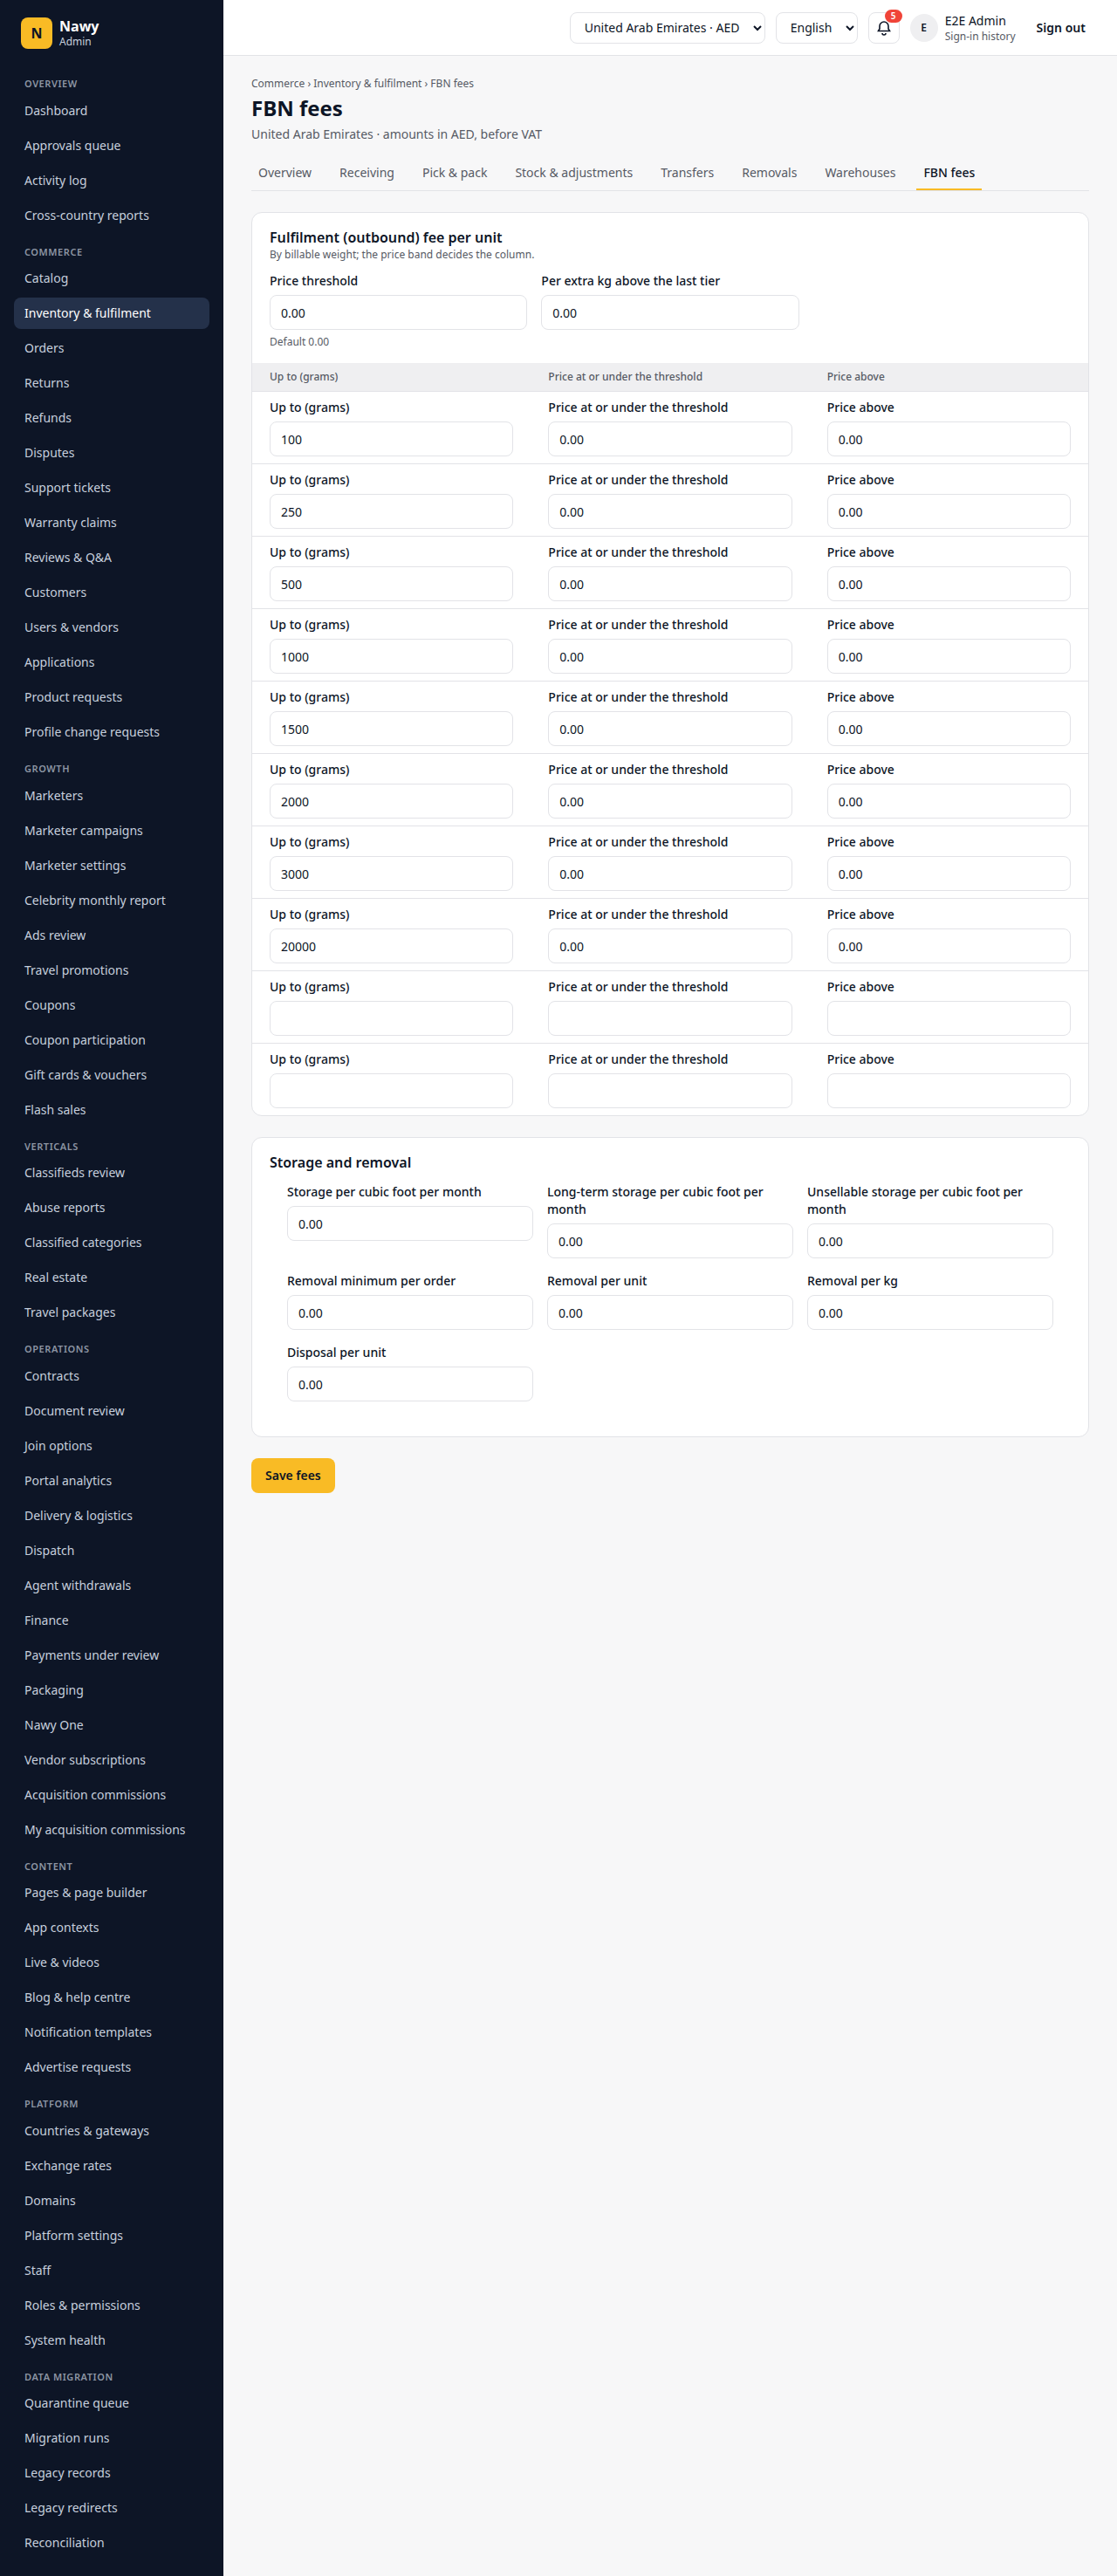 N
Nawy
Admin
OVERVIEW
Dashboard
Approvals queue
Activity log
Cross-country reports
COMMERCE
Catalog
Inventory & fulfilment
Orders
Returns
Refunds
Disputes
Support tickets
Warranty claims
Reviews & Q&A
Customers
Users & vendors
Applications
Product requests
Profile change requests
GROWTH
Marketers
Marketer campaigns
Marketer settings
Celebrity monthly report
Ads review
Travel promotions
Coupons
Coupon participation
Gift cards & vouchers
Flash sales
VERTICALS
Classifieds review
Abuse reports
Classified categories
Real estate
Travel packages
OPERATIONS
Contracts
Document review
Join options
Portal analytics
Delivery & logistics
Dispatch
Agent withdrawals
Finance
Payments under review
Packaging
Nawy One
Vendor subscriptions
Acquisition commissions
My acquisition commissions
CONTENT
Pages & page builder
App contexts
Live & videos
Blog & help centre
Notification templates
Advertise requests
PLATFORM
Countries & gateways
Exchange rates
Domains
Platform settings
Staff
Roles & permissions
System health
DATA MIGRATION
Quarantine queue
Migration runs
Legacy records
Legacy redirects
Reconciliation
United Arab Emirates · AED
English
5
E
E2E Admin
Sign-in history
Sign out
Commerce › Inventory & fulfilment › FBN fees
FBN fees
United Arab Emirates · amounts in AED, before VAT
Overview Receiving Pick & pack Stock & adjustments Transfers Removals Warehouses FBN fees
Fulfilment (outbound) fee per unit
By billable weight; the price band decides the column.
Price threshold Per extra kg above the last tier
0.00 0.00
Default 0.00
Up to (grams) Price at or under the threshold Price above
Up to (grams) Price at or under the threshold Price above
100 0.00 0.00
Up to (grams) Price at or under the threshold Price above
250 0.00 0.00
Up to (grams) Price at or under the threshold Price above
500 0.00 0.00
Up to (grams) Price at or under the threshold Price above
1000 0.00 0.00
Up to (grams) Price at or under the threshold Price above
1500 0.00 0.00
Up to (grams) Price at or under the threshold Price above
2000 0.00 0.00
Up to (grams) Price at or under the threshold Price above
3000 0.00 0.00
Up to (grams) Price at or under the threshold Price above
20000 0.00 0.00
Up to (grams) Price at or under the threshold Price above
Up to (grams) Price at or under the threshold Price above
Storage and removal
Storage per cubic foot per month
0.00
Long-term storage per cubic foot per
month
0.00
Unsellable storage per cubic foot per
month
0.00
Removal minimum per order Removal per unit Removal per kg
0.00 0.00 0.00
Disposal per unit
0.00
Save fees